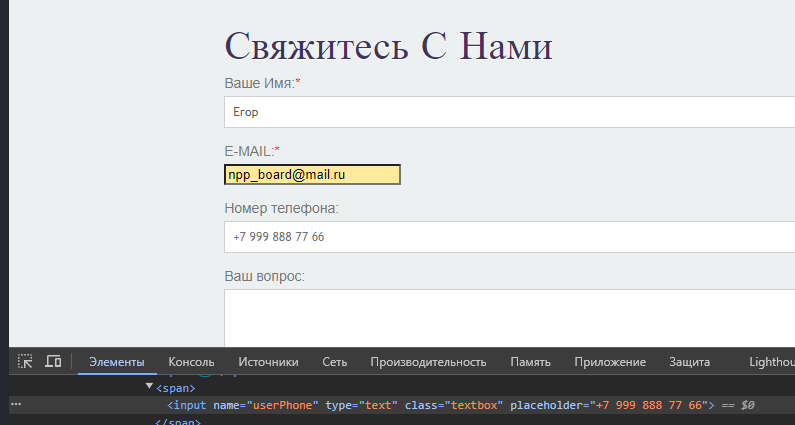 Свяжитесь С Нами
Ваше Имя:*
Егор
E-MAIL:*
npp_board@mail.ru
Номер телефона:
+7 999 888 77 66
Ваш вопрос:
Элементы Консоль Источники Сеть Производительность Память Приложение Защита Lighthou
<span>
<input name="userPhone" type="text" class="textbox" placeholder="+7 999 888 77 66"> == $0
</span>